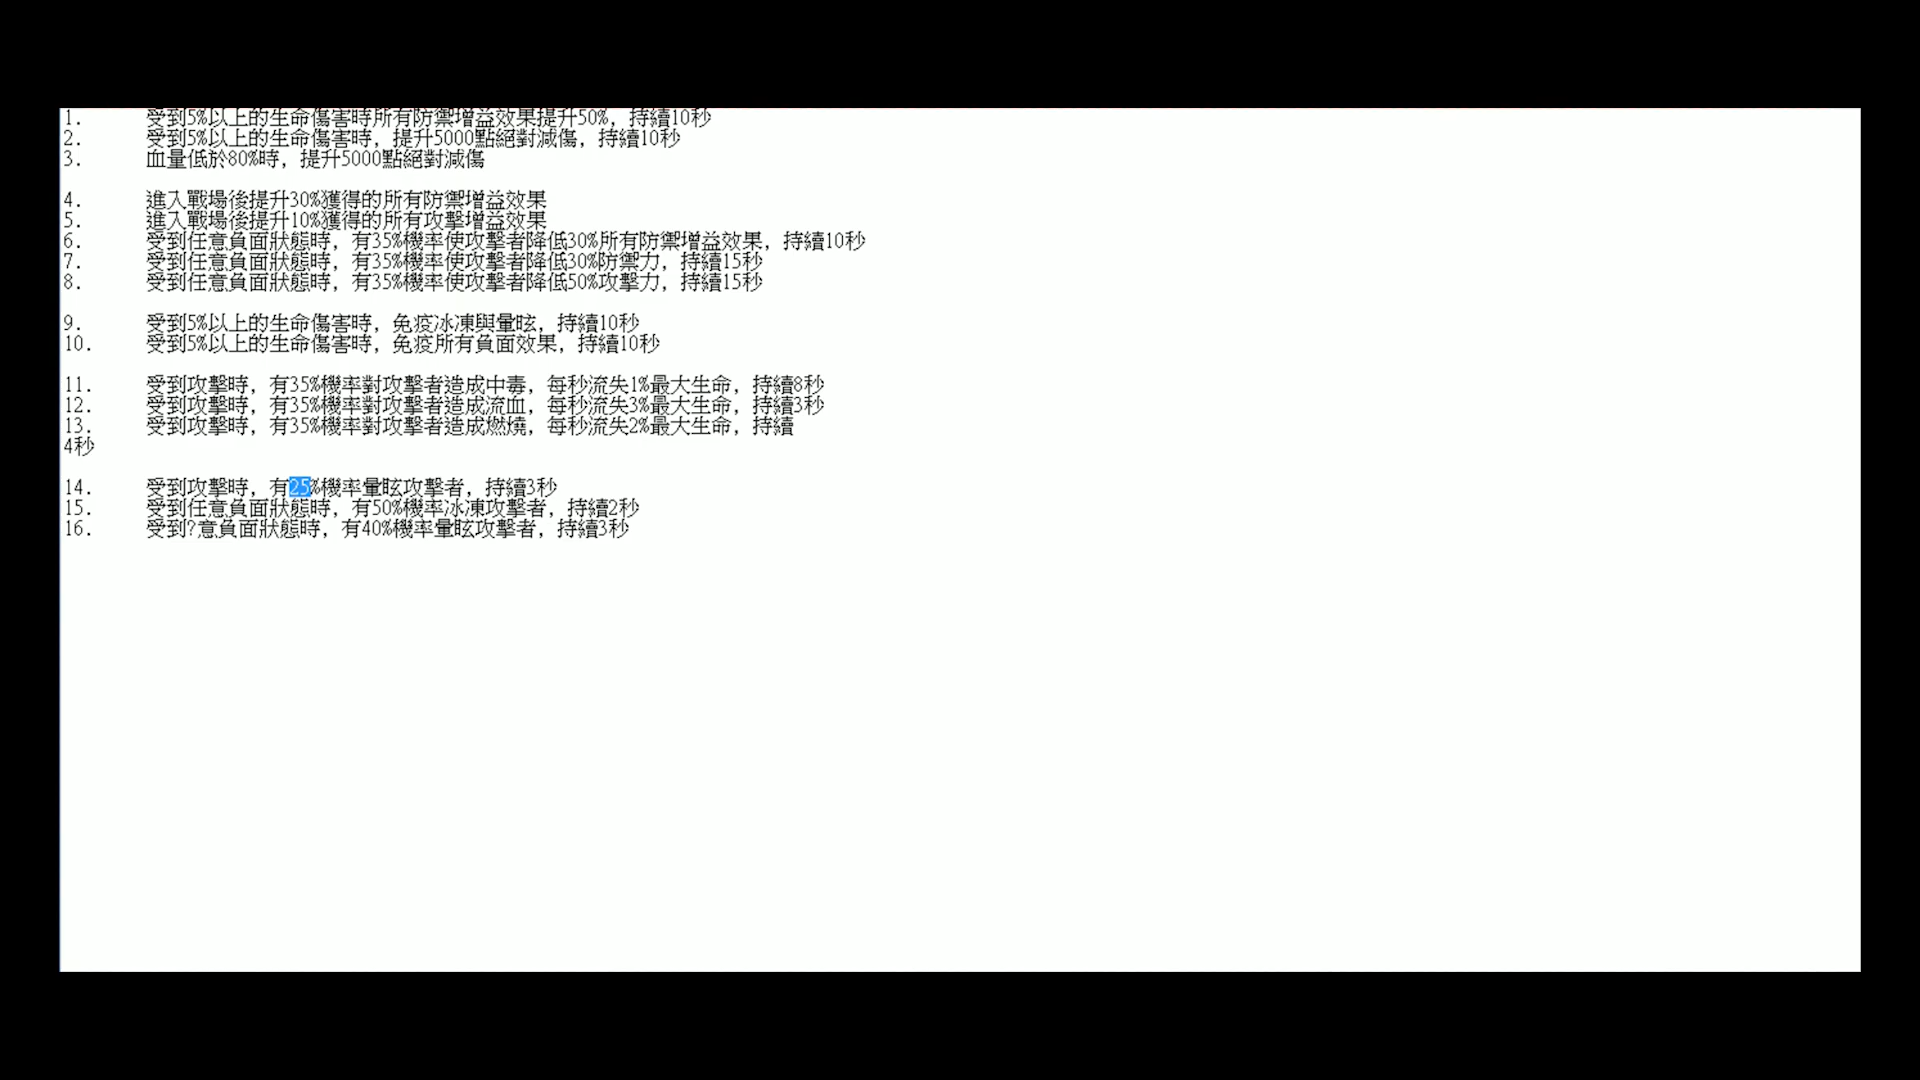 1. 受到5%以上的生命傷害時所有防禦增益效果提升50%，持續10秒
2. 受到5%以上的生命傷害時，提升5000點絕對減傷，持續10秒
3. 血量低於80%時，提升5000點絕對減傷
4. 進入戰場後提升30%獲得的所有防禦增益效果
5. 進入戰場後提升10%獲得的所有攻擊增益效果
6. 受到任意負面狀態時，有35%機率使攻擊者降低30%所有防禦增益效果，持續10秒
7. 受到任意負面狀態時，有35%機率使攻擊者降低30%防禦力，持續15秒
8. 受到任意負面狀態時，有35%機率使攻擊者降低50%攻擊力，持續15秒
9. 受到5%以上的生命傷害時，免疫冰凍與暈眩，持續10秒
10. 受到5%以上的生命傷害時，免疫所有負面效果，持續10秒
11. 受到攻擊時，有35%機率對攻擊者造成中毒，每秒流失1%最大生命，持續8秒
12. 受到攻擊時，有35%機率對攻擊者造成流血，每秒流失3%最大生命，持續3秒
13. 受到攻擊時，有35%機率對攻擊者造成燃燒，每秒流失2%最大生命，持續
4秒
14. 受到攻擊時，有25%機率暈眩攻擊者，持續3秒
15. 受到任意負面狀態時，有50%機率冰凍攻擊者，持續2秒
16. 受到?意負面狀態時，有40%機率暈眩攻擊者，持續3秒